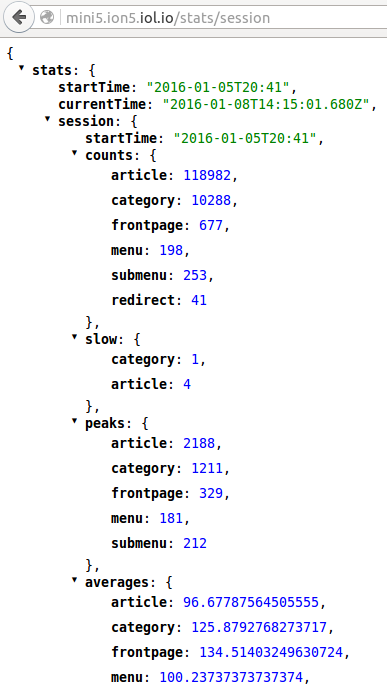 mini5.ion5.iol.io/stats/session
{
stats: {
startTime: "2016-01-05T20:41",
currentTime: "2016-01-08T14:15:01.680Z",
session: {
startTime: "2016-01-05T20:41",
counts: {
article: 118982,
category: 10288,
frontpage: 677,
menu: 198,
submenu: 253,
redirect: 41
},
slow: {
category: 1,
article: 4
},
peaks: {
article: 2188,
category: 1211,
frontpage: 329,
menu: 181,
submenu: 212
},
averages: {
article: 96.67787564505555,
category: 125.8792768273717,
frontpage: 134.51403249630724,
menu: 100.23737373737374,